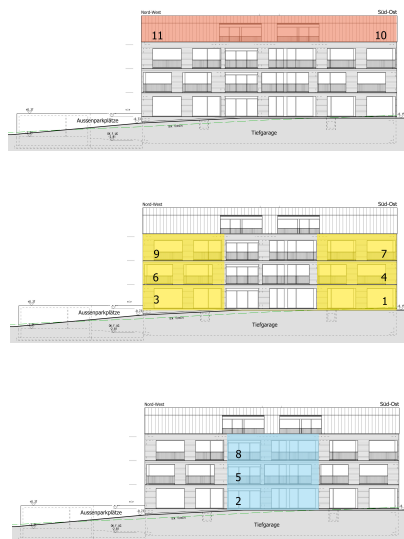 Nord-West
Süd-Ost
11
10
Aussenparkplätze
Tiefgarage
Nord-West
Süd-Ost
9
7
6
4
3
1
Aussenparkplätze
Tiefgarage
Nord-West
Süd-Ost
8
5
2
Aussenparkplätze
Tiefgarage